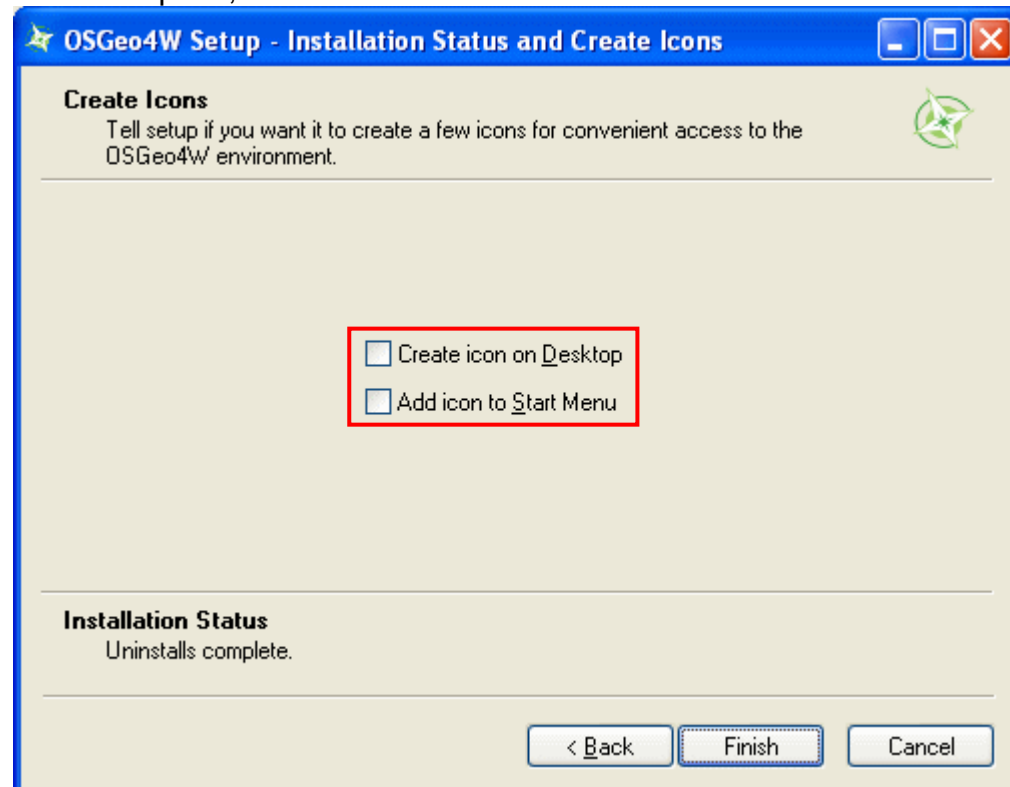 OSGeo4W Setup - Installation Status and Create Icons
Create Icons
Tell setup if you want it to create a few icons for convenient access to the
OSGeo4W environment.
Create icon on Desktop
Add icon to Start Menu
Installation Status
Uninstalls complete.
< Back Finish Cancel